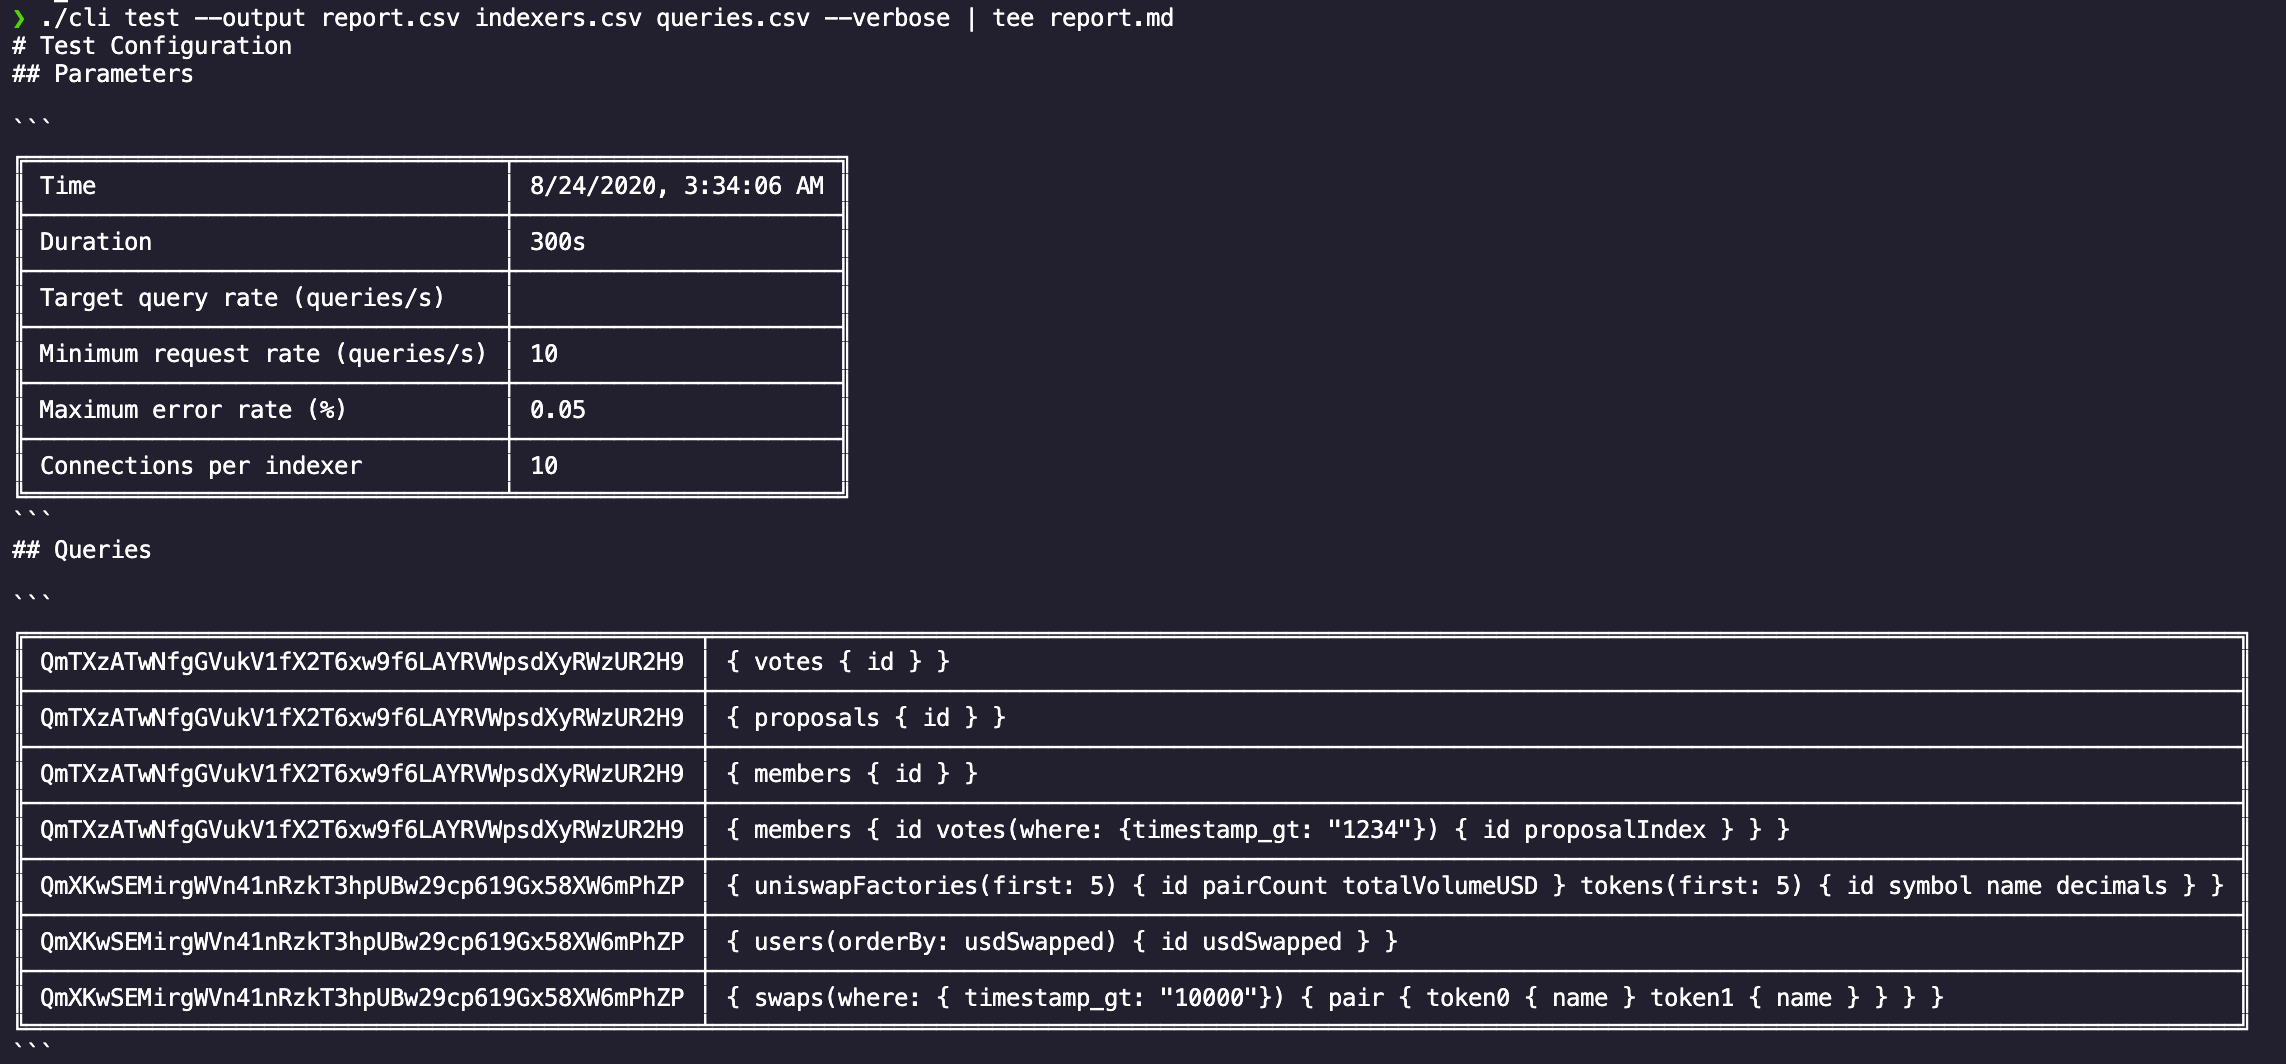 ❯ ./cli test --output report.csv indexers.csv queries.csv --verbose | tee report.md
# Test Configuration
## Parameters
```
Time 8/24/2020, 3:34:06 AM
Duration 300s
Target query rate (queries/s)
Minimum request rate (queries/s) 10
Maximum error rate (%) 0.05
Connections per indexer 10
```
## Queries
```
QmTXzATwNfgGVukV1fX2T6xw9f6LAYRVWpsdXyRWzUR2H9 { votes { id } }
QmTXzATwNfgGVukV1fX2T6xw9f6LAYRVWpsdXyRWzUR2H9 { proposals { id } }
QmTXzATwNfgGVukV1fX2T6xw9f6LAYRVWpsdXyRWzUR2H9 { members { id } }
QmTXzATwNfgGVukV1fX2T6xw9f6LAYRVWpsdXyRWzUR2H9 { members { id votes(where: {timestamp_gt: "1234"}) { id proposalIndex } } }
QmXKwSEMirgWVn41nRzkT3hpUBw29cp619Gx58XW6mPhZP { uniswapFactories(first: 5) { id pairCount totalVolumeUSD } tokens(first: 5) { id symbol name decimals } }
QmXKwSEMirgWVn41nRzkT3hpUBw29cp619Gx58XW6mPhZP { users(orderBy: usdSwapped) { id usdSwapped } }
QmXKwSEMirgWVn41nRzkT3hpUBw29cp619Gx58XW6mPhZP { swaps(where: { timestamp_gt: "10000"}) { pair { token0 { name } token1 { name } } } }
```